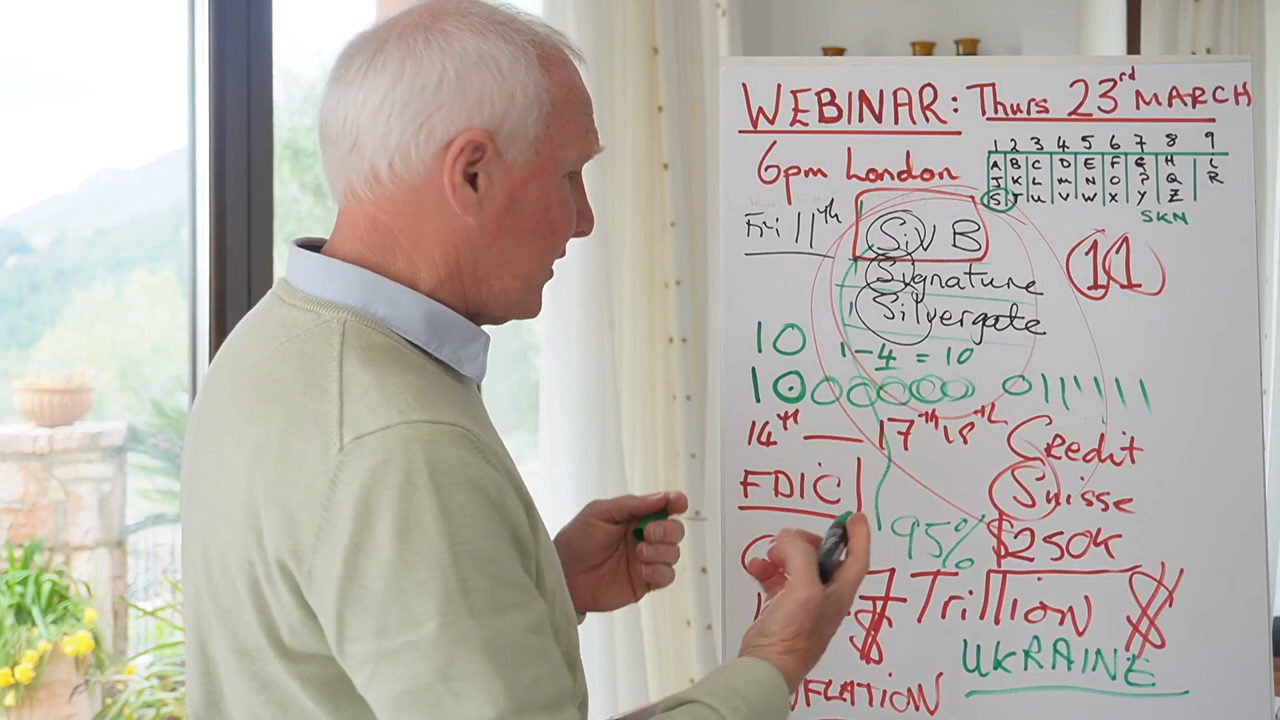 WEBINAR: Thurs 23rd MARCH
6pm London
1 2 3 4 5 6 7 8 9
A B C D E F G H I
J K L M N O P Q R
S T U V W X Y Z
SKN
Fri 11th SiVB
Signature
Silvergate
11
10 1-4 = 10
14th — 17th 18th Credit
Suisse
FDIC
95% $250K
Trillion $
$
UKRAINE
NFLATION